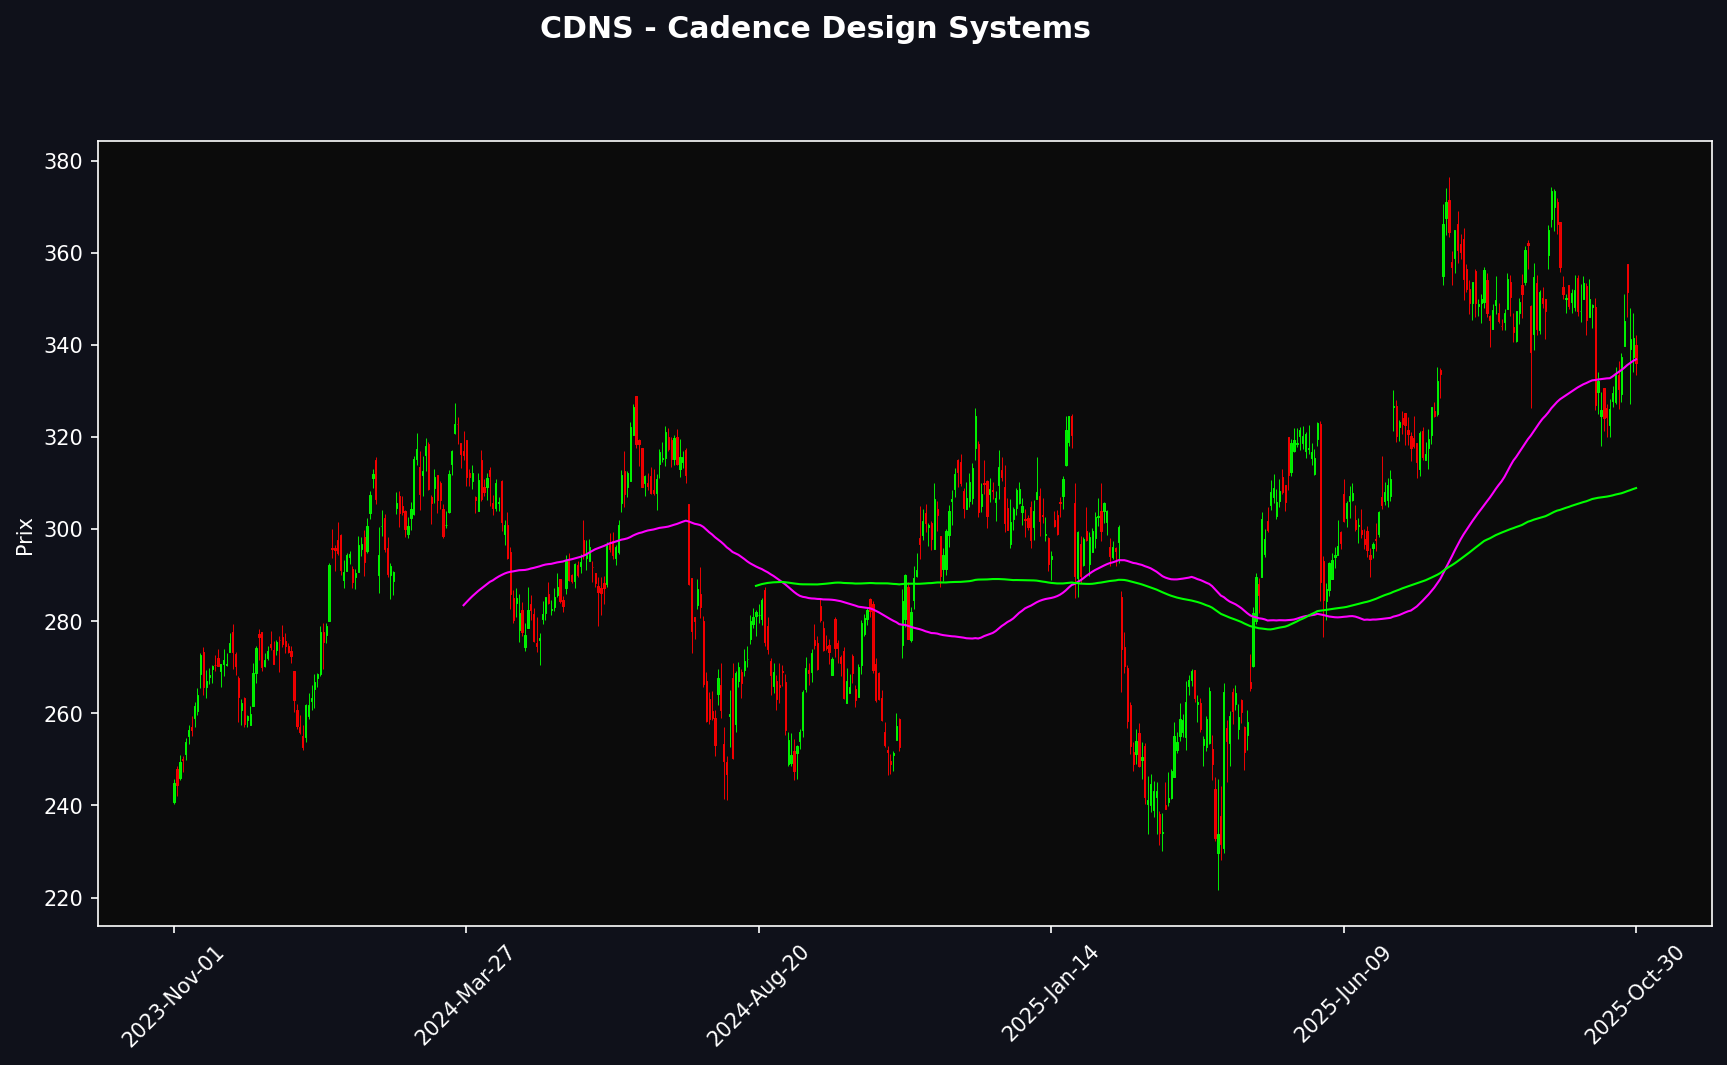 CDNS - Cadence Design Systems
Prix
380
360
340
320
300
280
260
240
220
2023-Nov-01
2024-Mar-27
2024-Aug-20
2025-Jan-14
2025-Jun-09
2025-Oct-30